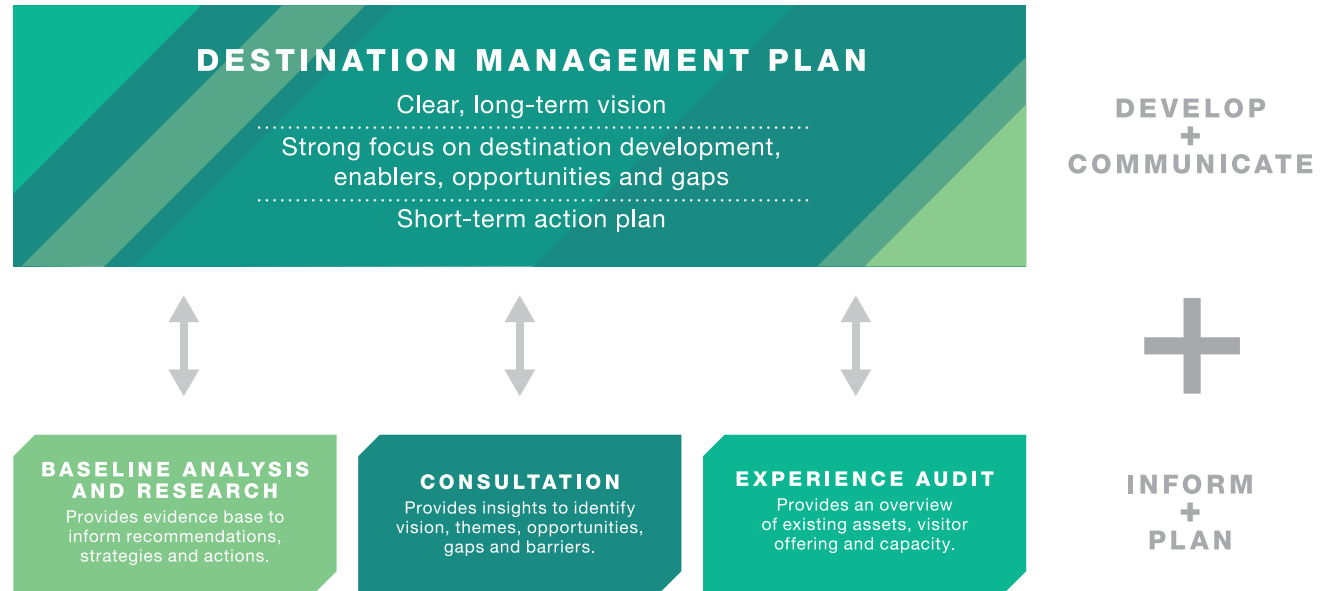 DESTINATION MANAGEMENT PLAN
Clear, long-term vision
Strong focus on destination development,
enablers, opportunities and gaps
Short-term action plan
DEVELOP
+
COMMUNICATE
+
BASELINE ANALYSIS
AND RESEARCH
Provides evidence base to
inform recommendations,
strategies and actions.
CONSULTATION
Provides insights to identify
vision, themes, opportunities,
gaps and barriers.
EXPERIENCE AUDIT
Provides an overview
of existing assets, visitor
offering and capacity.
INFORM
+
PLAN